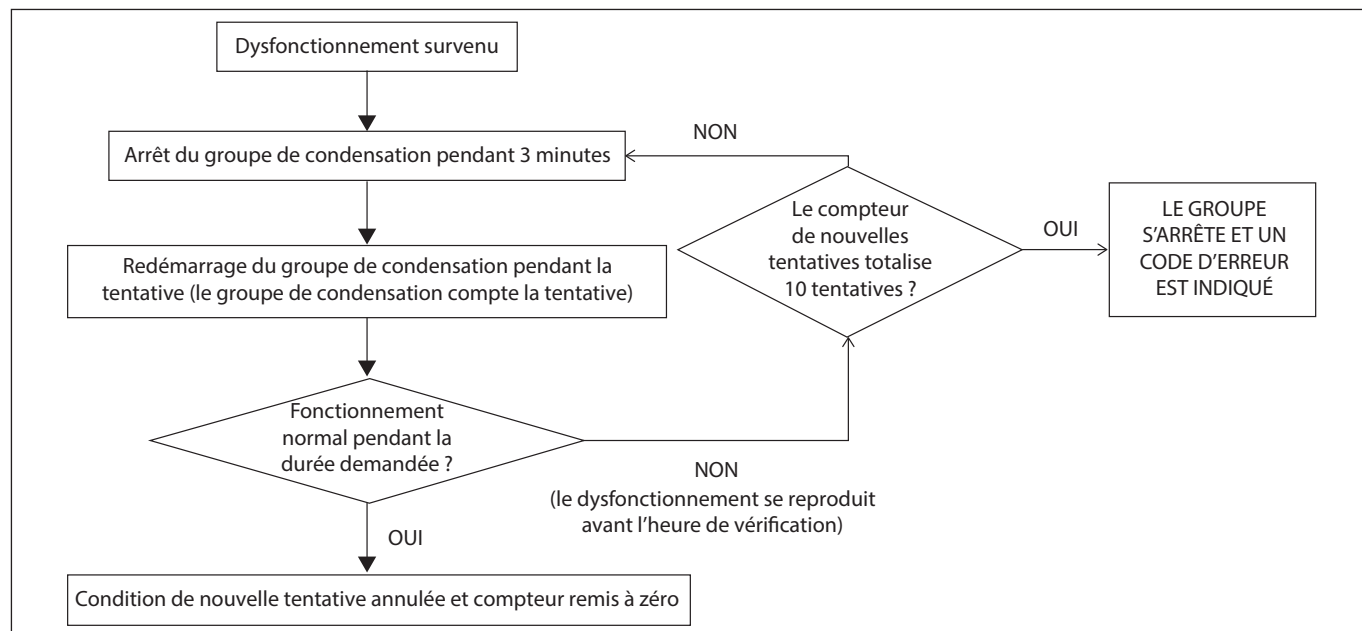 Dysfonctionnement survenu
Arrêt du groupe de condensation pendant 3 minutes
Redémarrage du groupe de condensation pendant la
tentative (le groupe de condensation compte la tentative)
Fonctionnement
normal pendant la
durée demandée ?
OUI
Condition de nouvelle tentative annulée et compteur remis à zéro
NON
(le dysfonctionnement se reproduit
avant l’heure de vérification)
Le compteur
de nouvelles
tentatives totalise
10 tentatives ?
NON
OUI
LE GROUPE
S’ARRÊTE ET UN
CODE D’ERREUR
EST INDIQUÉ